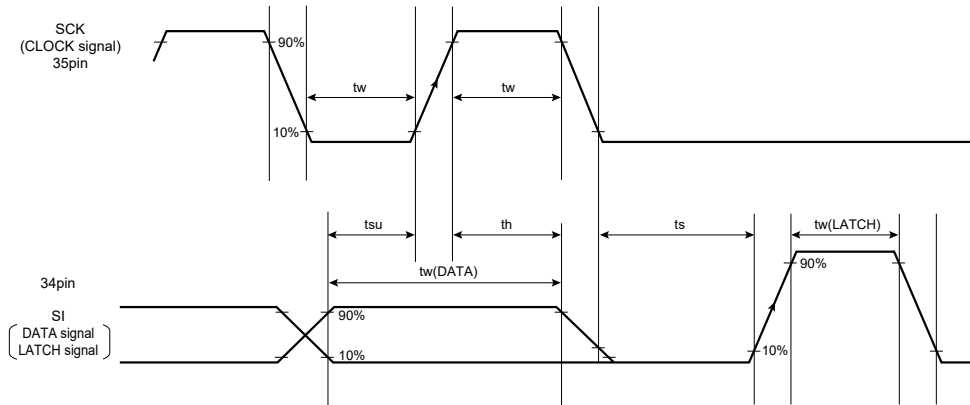 SCK
(CLOCK signal)
35pin
90%
tw
tw
10%
tsu
th
ts
tw(LATCH)
tw(DATA)
34pin
90%
SI
DATA signal
LATCH signal
90%
10%
10%